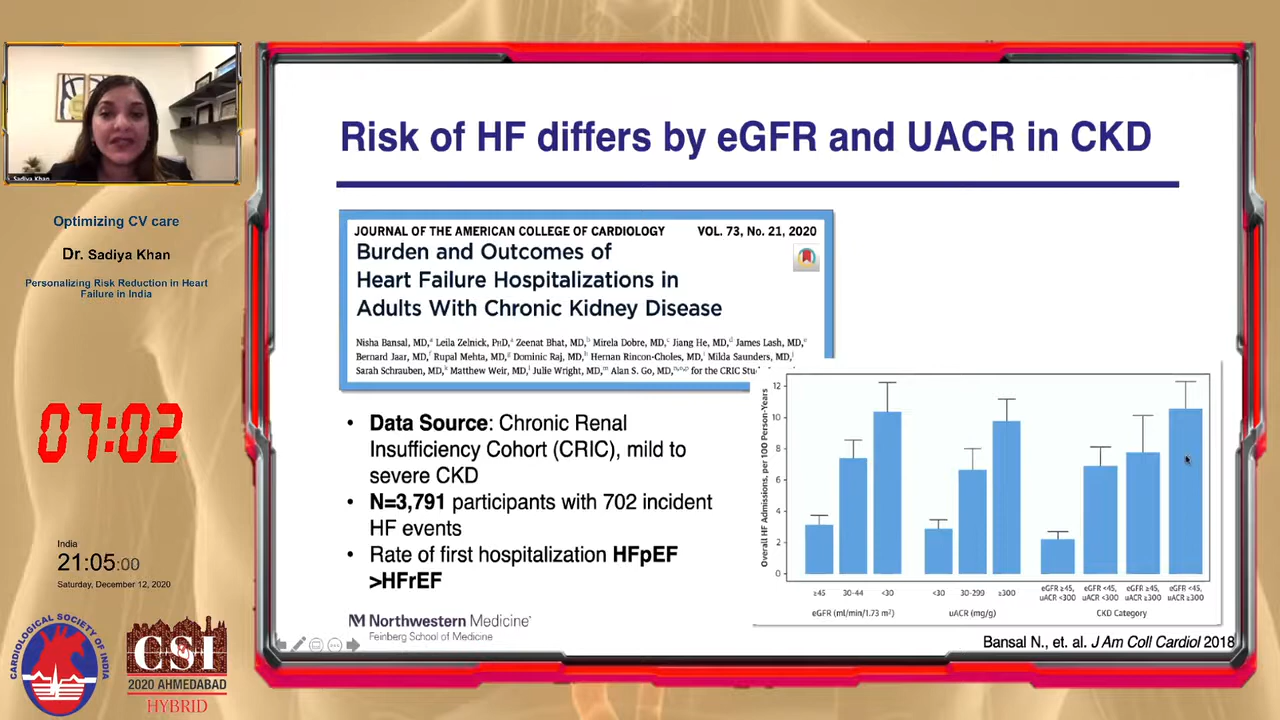 Sadiya Khan
Optimizing CV care
Dr. Sadiya Khan
Personalizing Risk Reduction in Heart
Failure in India
07:02
India
21:05:00
Saturday, December 12, 2020
CARDIOLOGICAL SOCIETY OF INDIA
CSI
2020 AHMEDABAD
HYBRID
Risk of HF differs by eGFR and UACR in CKD
JOURNAL OF THE AMERICAN COLLEGE OF CARDIOLOGY VOL. 73, No. 21, 2020
Burden and Outcomes of
Heart Failure Hospitalizations in
Adults With Chronic Kidney Disease
Nisha Bansal, MD, Leila Zelnick, PHD, Zeenat Bhat, MD, Mirela Dobre, MD, Jiang He, MD, James Lash, MD,
Bernard Jaar, MD, Rupal Mehta, MD, Dominic Raj, MD, Hernan Rincon-Choles, MD, Milda Saunders, MD,
Sarah Schrauben, MD, Matthew Weir, MD, Julie Wright, MD, Alan S. Go, MD, for the CRIC
• Data Source: Chronic Renal
Insufficiency Cohort (CRIC), mild to
severe CKD
• N=3,791 participants with 702 incident
HF events
• Rate of first hospitalization HFpEF
>HFrEF
Northwestern Medicine
Feinberg School of Medicine
Overall HF Admissions, per 100 Person-Years
12
10
8
6
4
2
0
≥45 30-44 <30 <30 30-299 ≥300
eGFR ≥45, eGFR <45, eGFR ≥45, eGFR <45,
uACR <300 uACR <300 uACR ≥300 uACR ≥300
eGFR (ml/min/1.73 m²) uACR (mg/g) CKD Category
Bansal N., et. al. J Am Coll Cardiol 2018